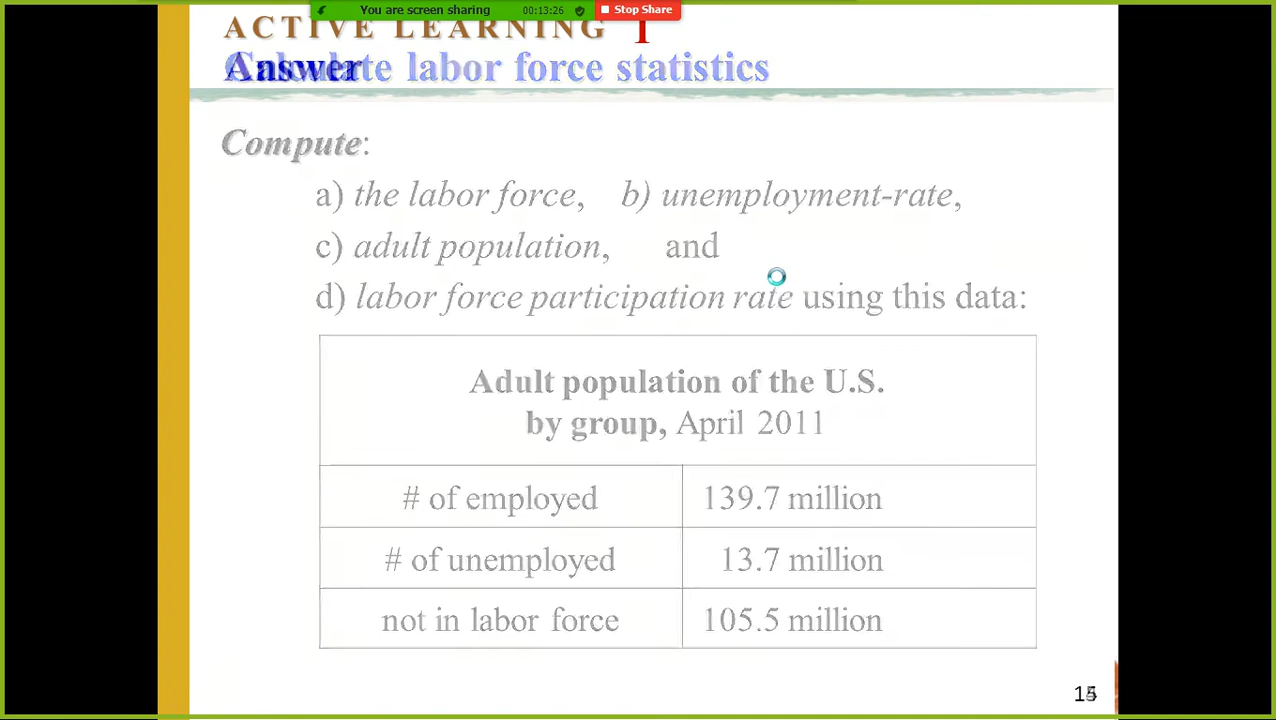 You are screen sharing 00:13:26 Stop Share
ACTIVE LEARNING 1
Answer
Calculate labor force statistics
Compute:
a) the labor force, b) unemployment-rate,
c) adult population, and
d) labor force participation rate using this data:
Adult population of the U.S.
by group, April 2011
# of employed 139.7 million
# of unemployed 13.7 million
not in labor force 105.5 million